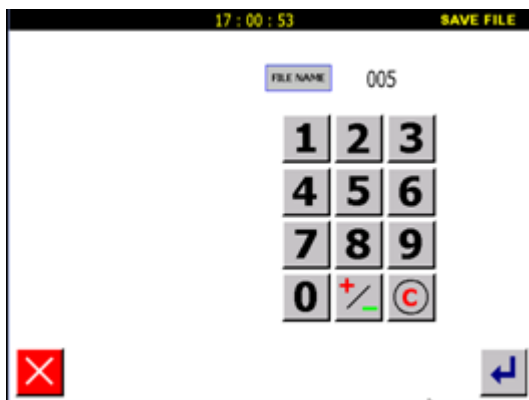 17 : 00 : 53 SAVE FILE
FILE NAME 005
1 2 3
4 5 6
7 8 9
0 +/- C